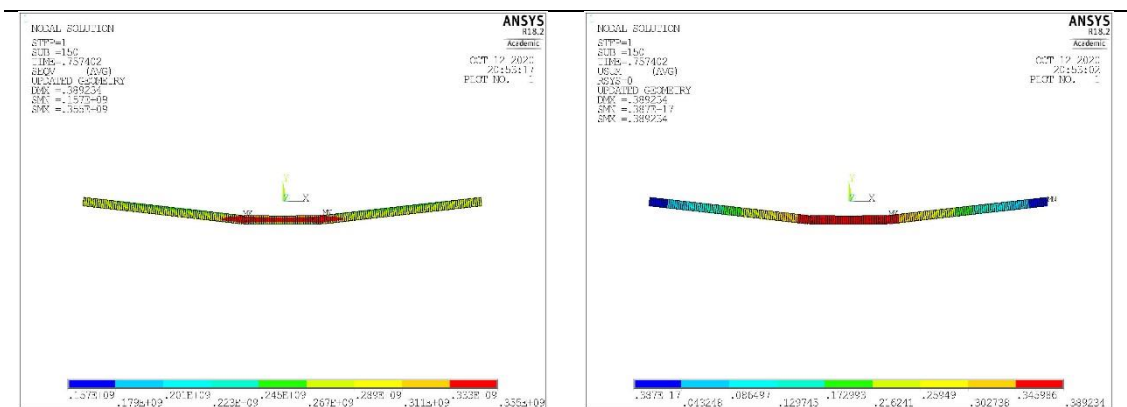 NODAL SOLUTION
STEP=1
SUB =150
TIME=.757402
SEQV (AVG)
UPDATED GEOMETRY
DMX =.389234
SMN =.157E+09
SMX =.355E+09
ANSYS
R18.2
Academic
OCT 12 2020
20:53:17
PLOT NO. 1
Y
X
.157E+09
.179E+09
.201E+09
.223E+09
.245E+09
.267E+09
.289E+09
.311E+09
.333E+09
.355E+09
NODAL SOLUTION
STEP=1
SUB =150
TIME=.757402
USUM (AVG)
RSYS=0
UPDATED GEOMETRY
DMX =.389234
SMN =.387E-17
SMX =.389234
ANSYS
R18.2
Academic
OCT 12 2020
20:53:02
PLOT NO. 1
Y
X
MN
.387E-17
.043248
.086497
.129745
.172993
.216241
.25949
.302738
.345986
.389234